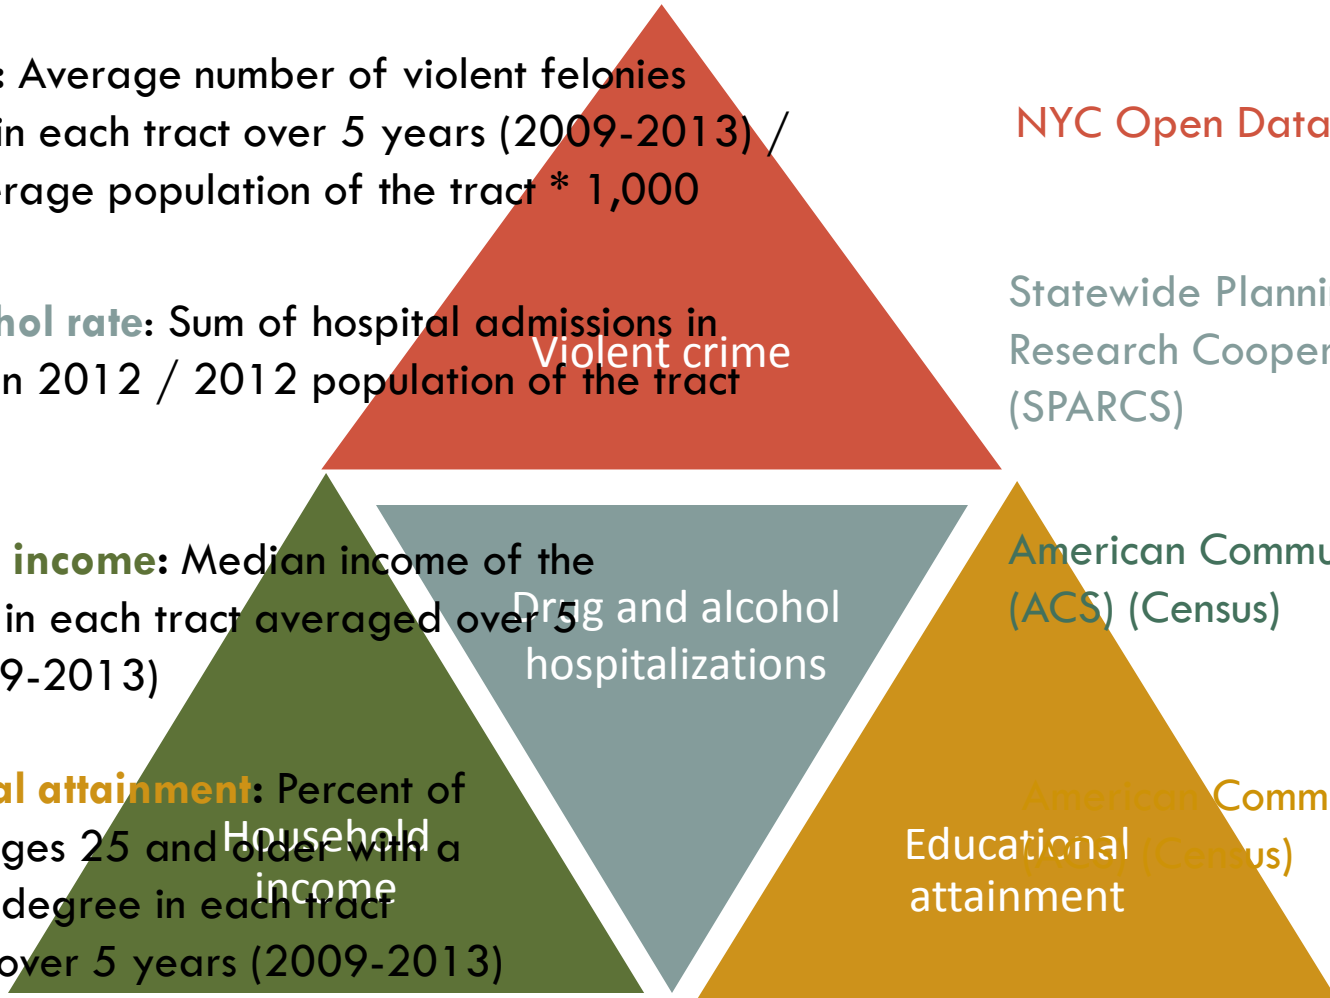 : Average number of violent felonies
in each tract over 5 years (2009-2013) /
erage population of the tract * 1,000
NYC Open Data
hol rate: Sum of hospital admissions in
n 2012 / 2012 population of the tract
Statewide Planni
Research Cooper
(SPARCS)
Violent crime
income: Median income of the
in each tract averaged over 5
9-2013)
American Commu
(ACS) (Census)
Drug and alcohol
hospitalizations
al attainment: Percent of
ges 25 and older with a
degree in each tract
over 5 years (2009-2013)
Household
income
American Comm
(ACS) (Census)
Educational
attainment